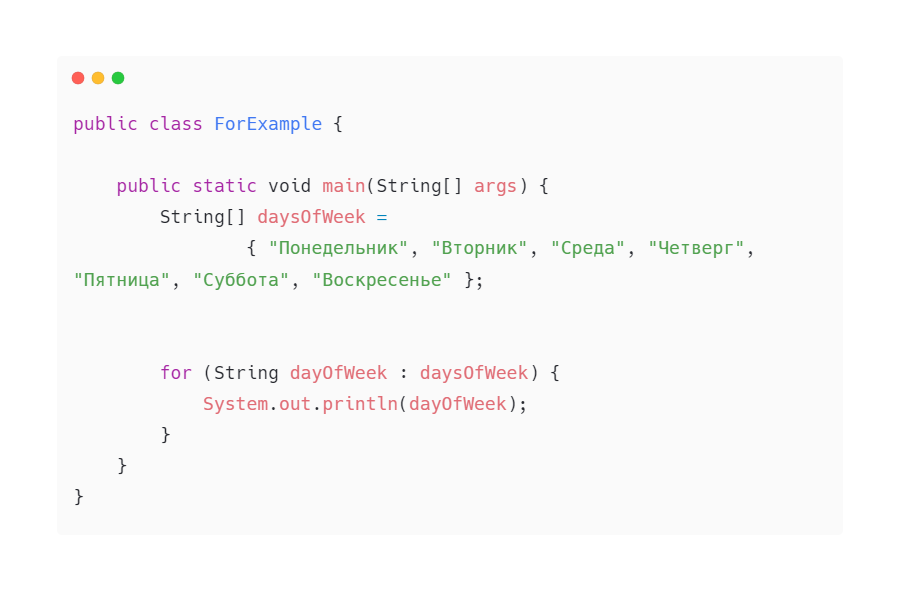 public class ForExample {
    public static void main(String[] args) {
        String[] daysOfWeek =
                { "Понедельник", "Вторник", "Среда", "Четверг",
"Пятница", "Суббота", "Воскресенье" };
        for (String dayOfWeek : daysOfWeek) {
            System.out.println(dayOfWeek);
        }
    }
}